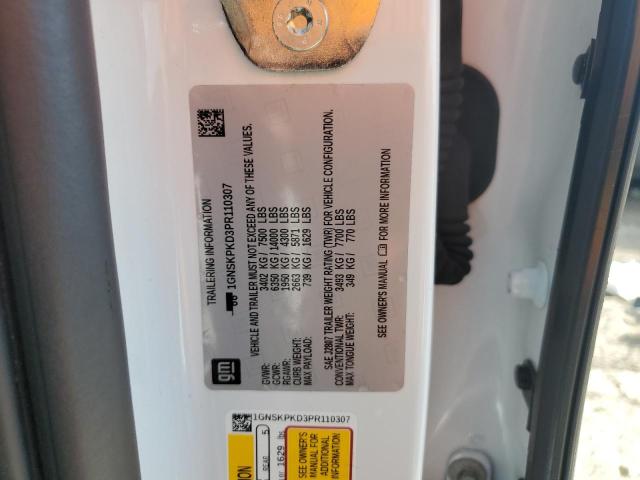 TRAILERING INFORMATION
1GNSKPKD3PR110307
VEHICLE AND TRAILER MUST NOT EXCEED ANY OF THESE VALUES.
GVWR: 3402 KG / 7500 LBS
GCWR: 6350 KG / 14000 LBS
RGAWR: 1950 KG / 4300 LBS
CURB WEIGHT: 2663 KG / 5871 LBS
MAX PAYLOAD: 739 KG / 1629 LBS
SAE J2807 TRAILER WEIGHT RATING (TWR) FOR VEHICLE CONFIGURATION.
CONVENTIONAL TWR: 3493 KG / 7700 LBS
MAX TONGUE WEIGHT: 349 KG / 770 LBS
SEE OWNER'S MANUAL FOR MORE INFORMATION
gm
1GNSKPKD3PR110307
REAR 5
1629 lbs
SEE OWNER'S
MANUAL FOR
ADDITIONAL
INFORMATION